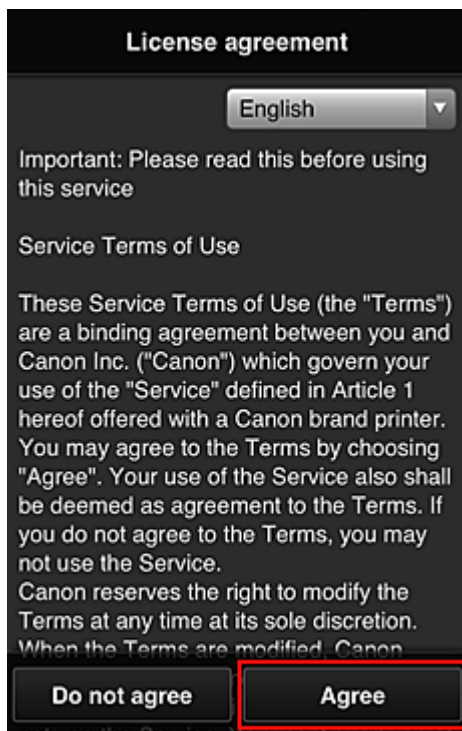 License agreement
English
Important: Please read this before using
this service
Service Terms of Use
These Service Terms of Use (the "Terms")
are a binding agreement between you and
Canon Inc. ("Canon") which govern your
use of the "Service" defined in Article 1
hereof offered with a Canon brand printer.
You may agree to the Terms by choosing
"Agree". Your use of the Service also shall
be deemed as agreement to the Terms. If
you do not agree to the Terms, you may
not use the Service.
Canon reserves the right to modify the
Terms at any time at its sole discretion.
When the Terms are modified, Canon
Do not agree
Agree